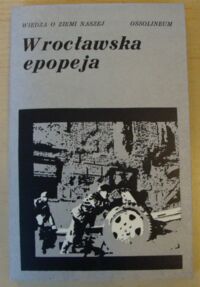 WIEDZA O ZIEMI NASZEJ OSSOLINEUM
Wrocławska
epopeja